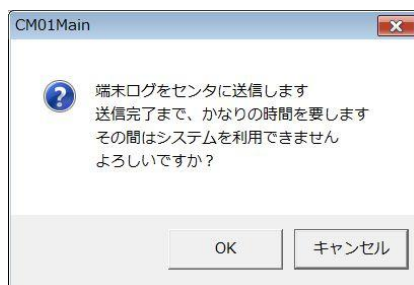 CM01Main
端末ログをセンタに送信します
送信完了まで、かなりの時間を要します
その間はシステムを利用できません
よろしいですか？
OK
キャンセル